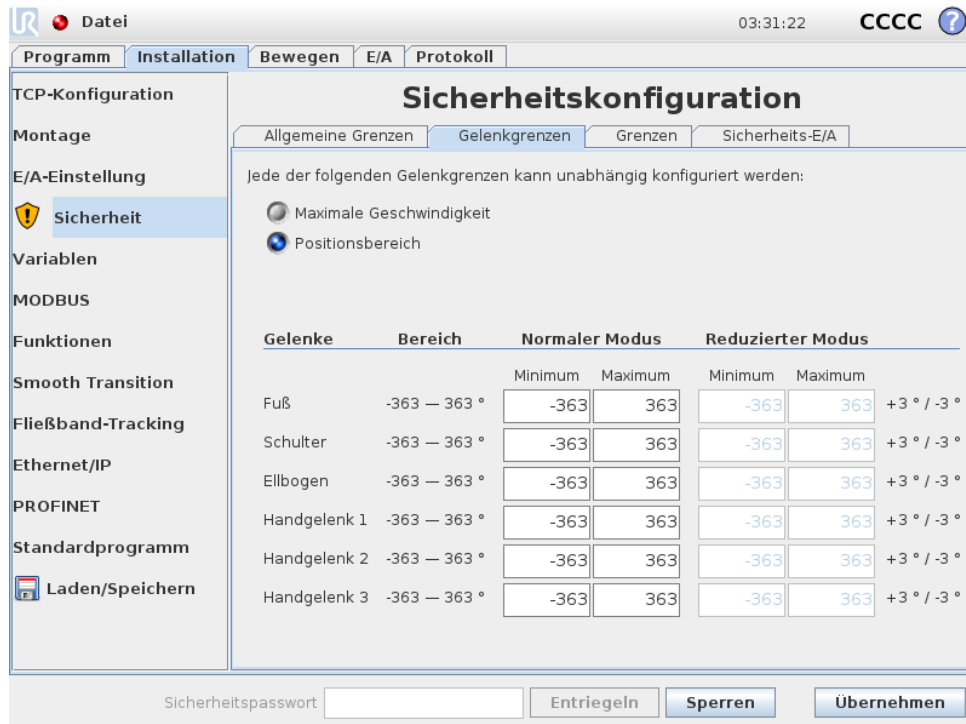 UR Datei 03:31:22 CCCC ?
Programm Installation Bewegen E/A Protokoll
TCP-Konfiguration
Montage
E/A-Einstellung
Sicherheit
Variablen
MODBUS
Funktionen
Smooth Transition
Fließband-Tracking
Ethernet/IP
PROFINET
Standardprogramm
Laden/Speichern
Sicherheitskonfiguration
Allgemeine Grenzen Gelenkgrenzen Grenzen Sicherheits-E/A
Jede der folgenden Gelenkgrenzen kann unabhängig konfiguriert werden:
Maximale Geschwindigkeit
Positionsbereich
Gelenke Bereich Normaler Modus Reduzierter Modus
Minimum Maximum Minimum Maximum
Fuß -363 — 363 ° -363 363 -363 363 +3 ° / -3 °
Schulter -363 — 363 ° -363 363 -363 363 +3 ° / -3 °
Ellbogen -363 — 363 ° -363 363 -363 363 +3 ° / -3 °
Handgelenk 1 -363 — 363 ° -363 363 -363 363 +3 ° / -3 °
Handgelenk 2 -363 — 363 ° -363 363 -363 363 +3 ° / -3 °
Handgelenk 3 -363 — 363 ° -363 363 -363 363 +3 ° / -3 °
Sicherheitspasswort Entriegeln Sperren Übernehmen